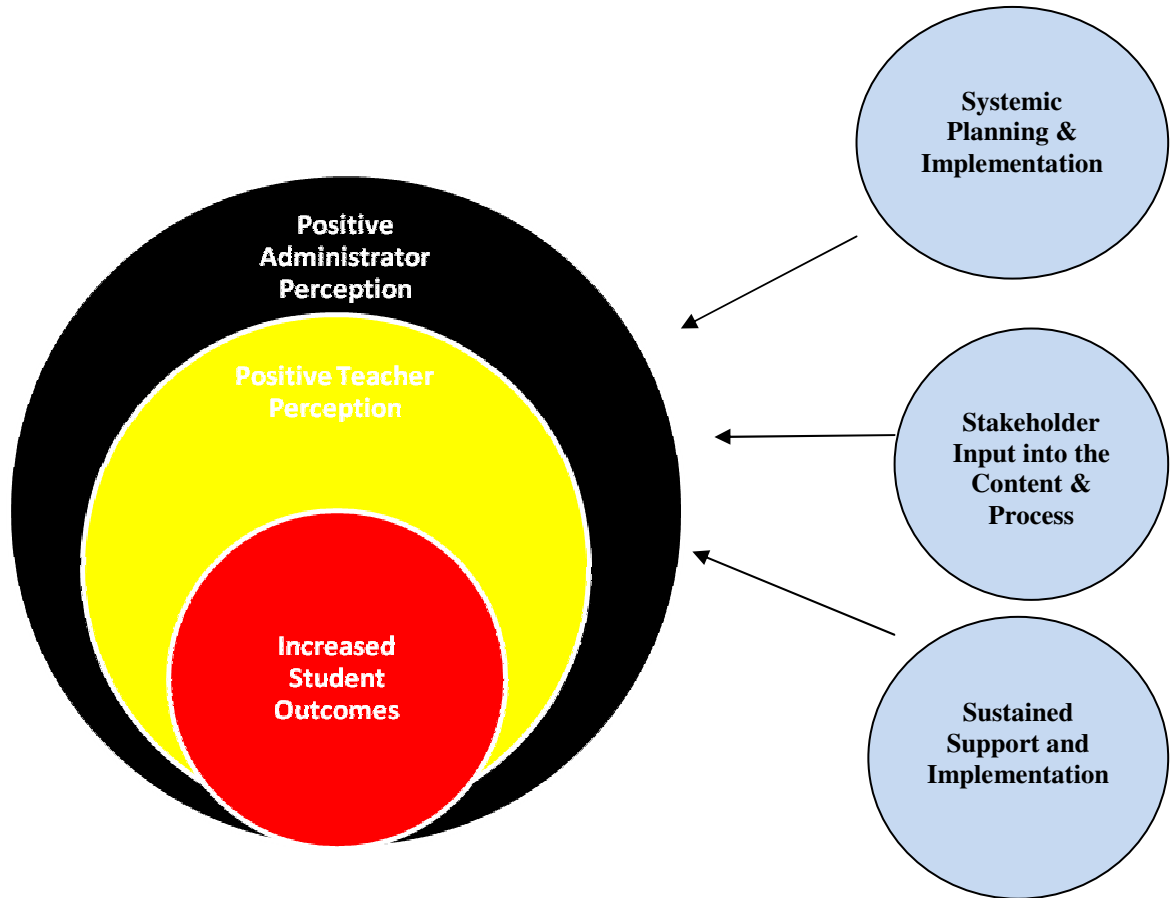 Systemic
Planning &
Implementation
Positive
Administrator
Perception
Positive Teacher
Perception
Stakeholder
Input into the
Content &
Process
Increased
Student
Outcomes
Sustained
Support and
Implementation